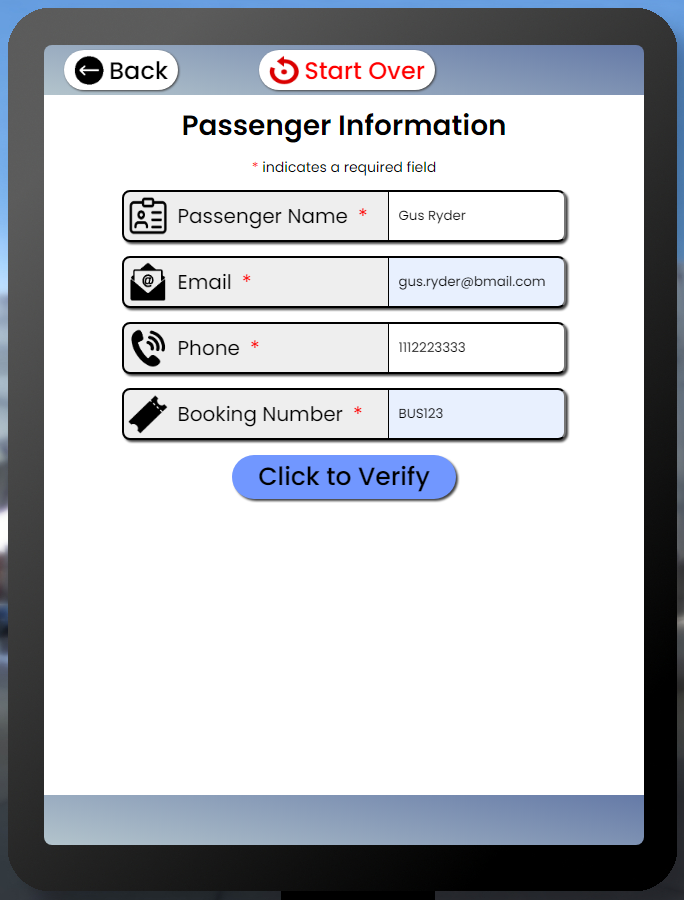 Back
Start Over
Passenger Information
* indicates a required field
Passenger Name *
Gus Ryder
Email *
gus.ryder@bmail.com
Phone *
1112223333
Booking Number *
BUS123
Click to Verify